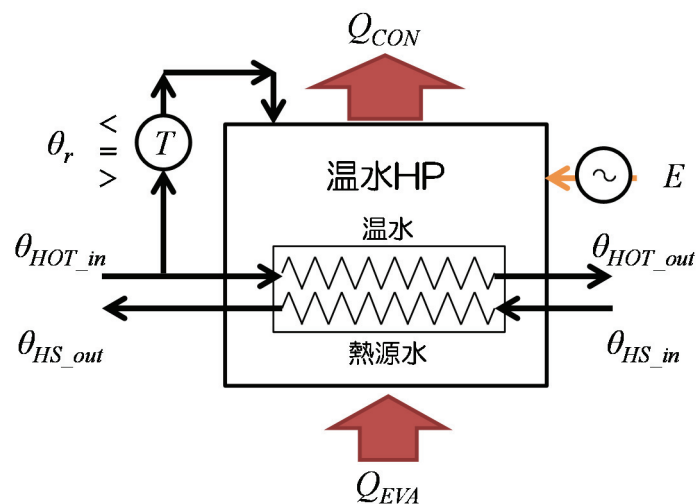 Q_CON
<
θ_r = T
>
温水HP
~ E
温水
θ_HOT_in
θ_HOT_out
θ_HS_out
θ_HS_in
熱源水
Q_EVA